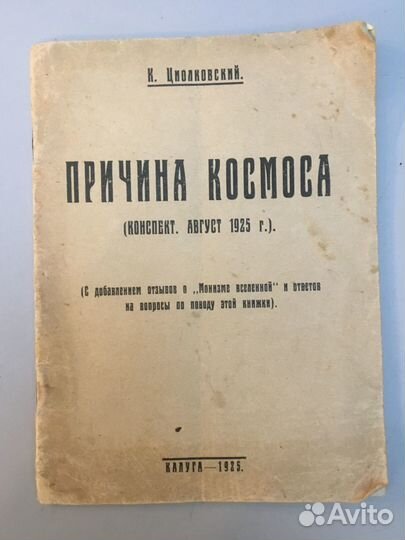 К. Циолковский.
ПРИЧИНА КОСМОСА
(КОНСПЕКТ. АВГУСТ 1925 г.).
(С добавлением отзывов о „Монизме вселенной“ и ответов
на вопросы по поводу этой книжки).
КАЛУГА—1925.
Avito